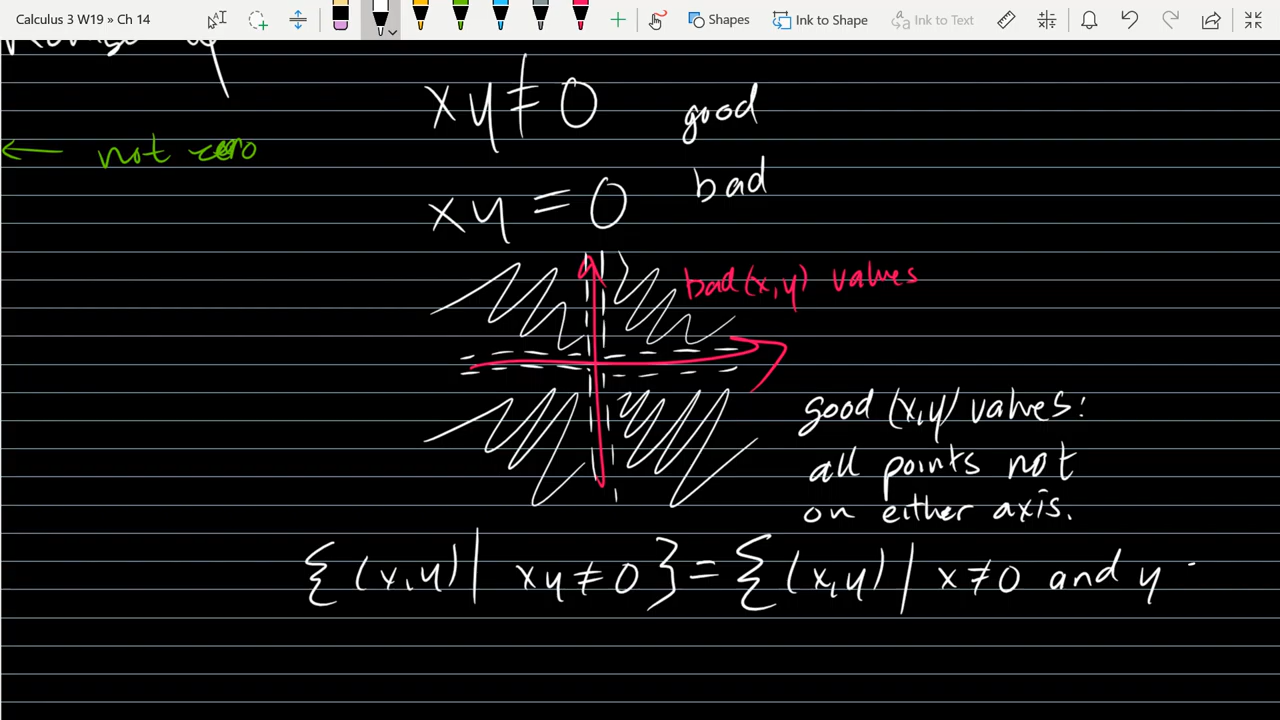 Calculus 3 W19 » Ch 14
Shapes
Ink to Shape
Ink to Text
xy ≠ 0 good
← not zero
xy = 0 bad
bad (x,y) values
good (x,y) values:
all points not
on either axis.
{(x,y) | xy ≠ 0} = {(x,y) | x ≠ 0 and y